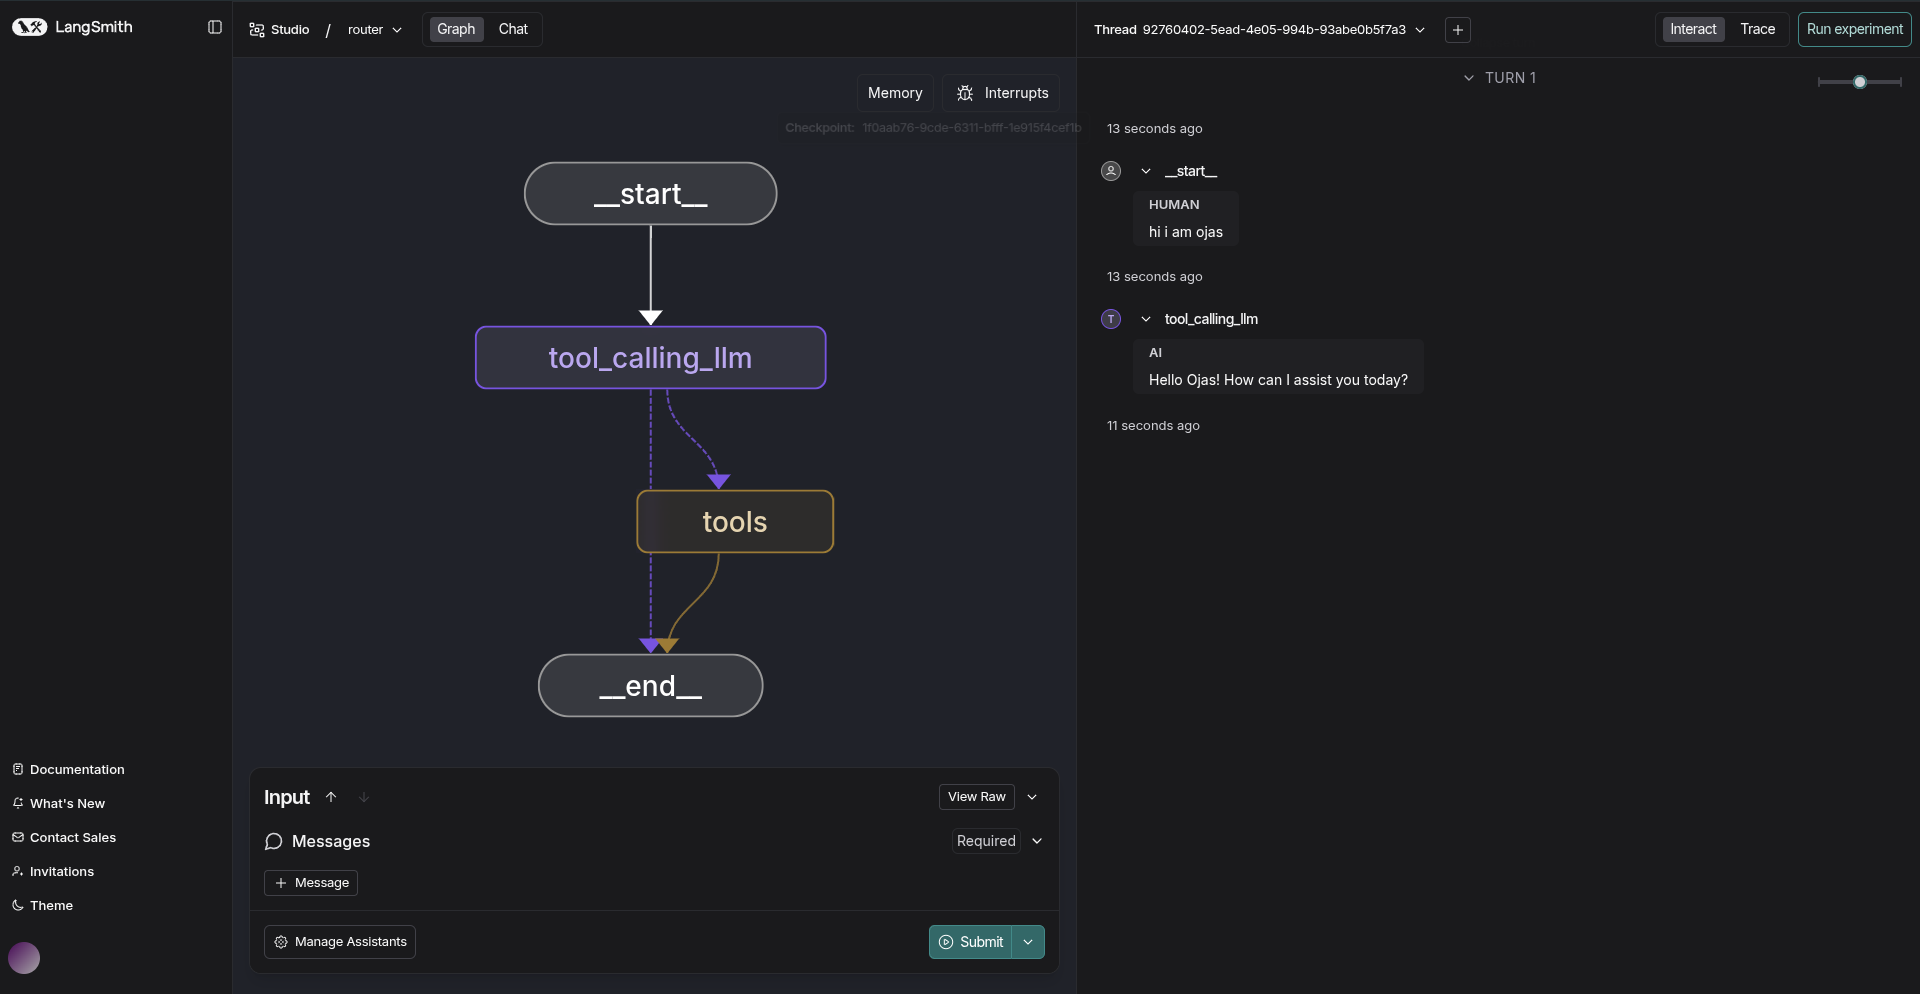 LangSmith
Documentation
What's New
Contact Sales
Invitations
Theme
Studio / router
Graph
Chat
Memory
Interrupts
Checkpoint: 1f0aab76-9cde-6311-bfff-1e915f4cef1b
__start__
tool_calling_llm
tools
__end__
Input
View Raw
Messages
Required
+ Message
Manage Assistants
Submit
Thread 92760402-5ead-4e05-994b-93abe0b5f7a3
+
Interact
Trace
Run experiment
TURN 1
13 seconds ago
__start__
HUMAN
hi i am ojas
13 seconds ago
T
tool_calling_llm
AI
Hello Ojas! How can I assist you today?
11 seconds ago